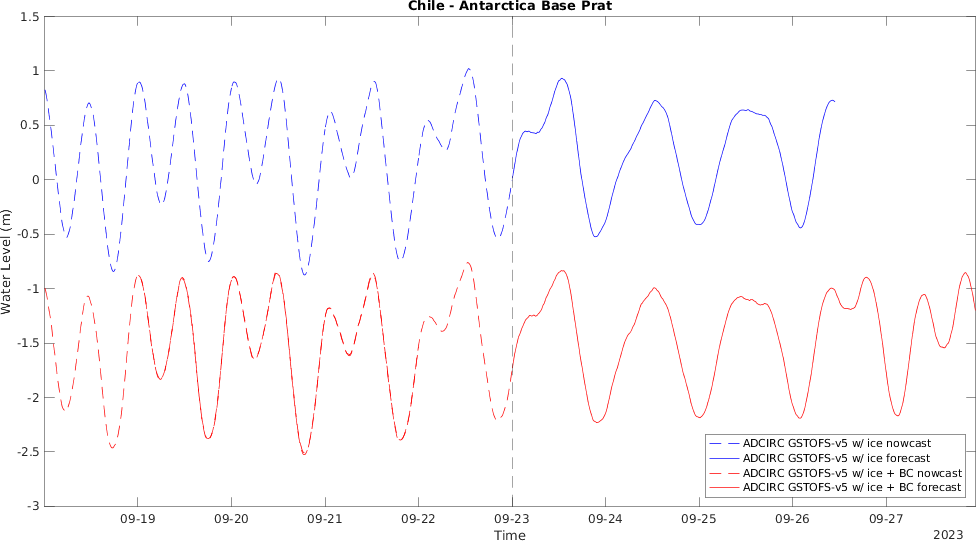 Chile - Antarctica Base Prat
1.5
1
0.5
0
-0.5
-1
-1.5
-2
-2.5
-3
Water Level (m)
ADCIRC GSTOFS-v5 w/ ice nowcast
ADCIRC GSTOFS-v5 w/ ice forecast
ADCIRC GSTOFS-v5 w/ ice + BC nowcast
ADCIRC GSTOFS-v5 w/ ice + BC forecast
09-19 09-20 09-21 09-22 09-23 09-24 09-25 09-26 09-27
Time
2023